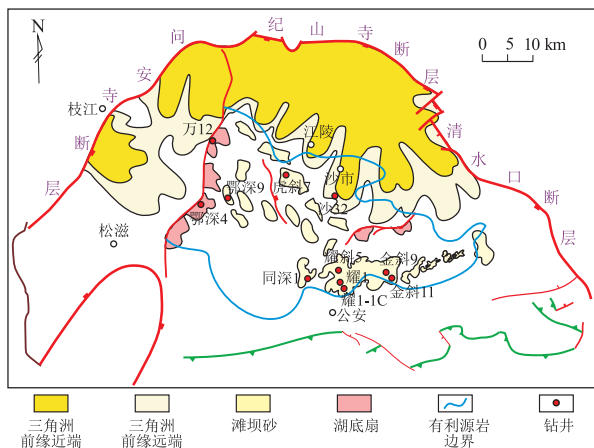 N
问安寺断层
纪山寺断层
清水口断层
0 5 10 km
枝江
万12
江陵
沙市
鄂深9
虎斜7
沙32
鄂深4
松滋
耀斜5
金斜9
同深1
耀1
金斜11
耀1-1C
公安
三角洲
前缘近端
三角洲
前缘远端
滩坝砂
湖底扇
有利源岩
边界
钻井